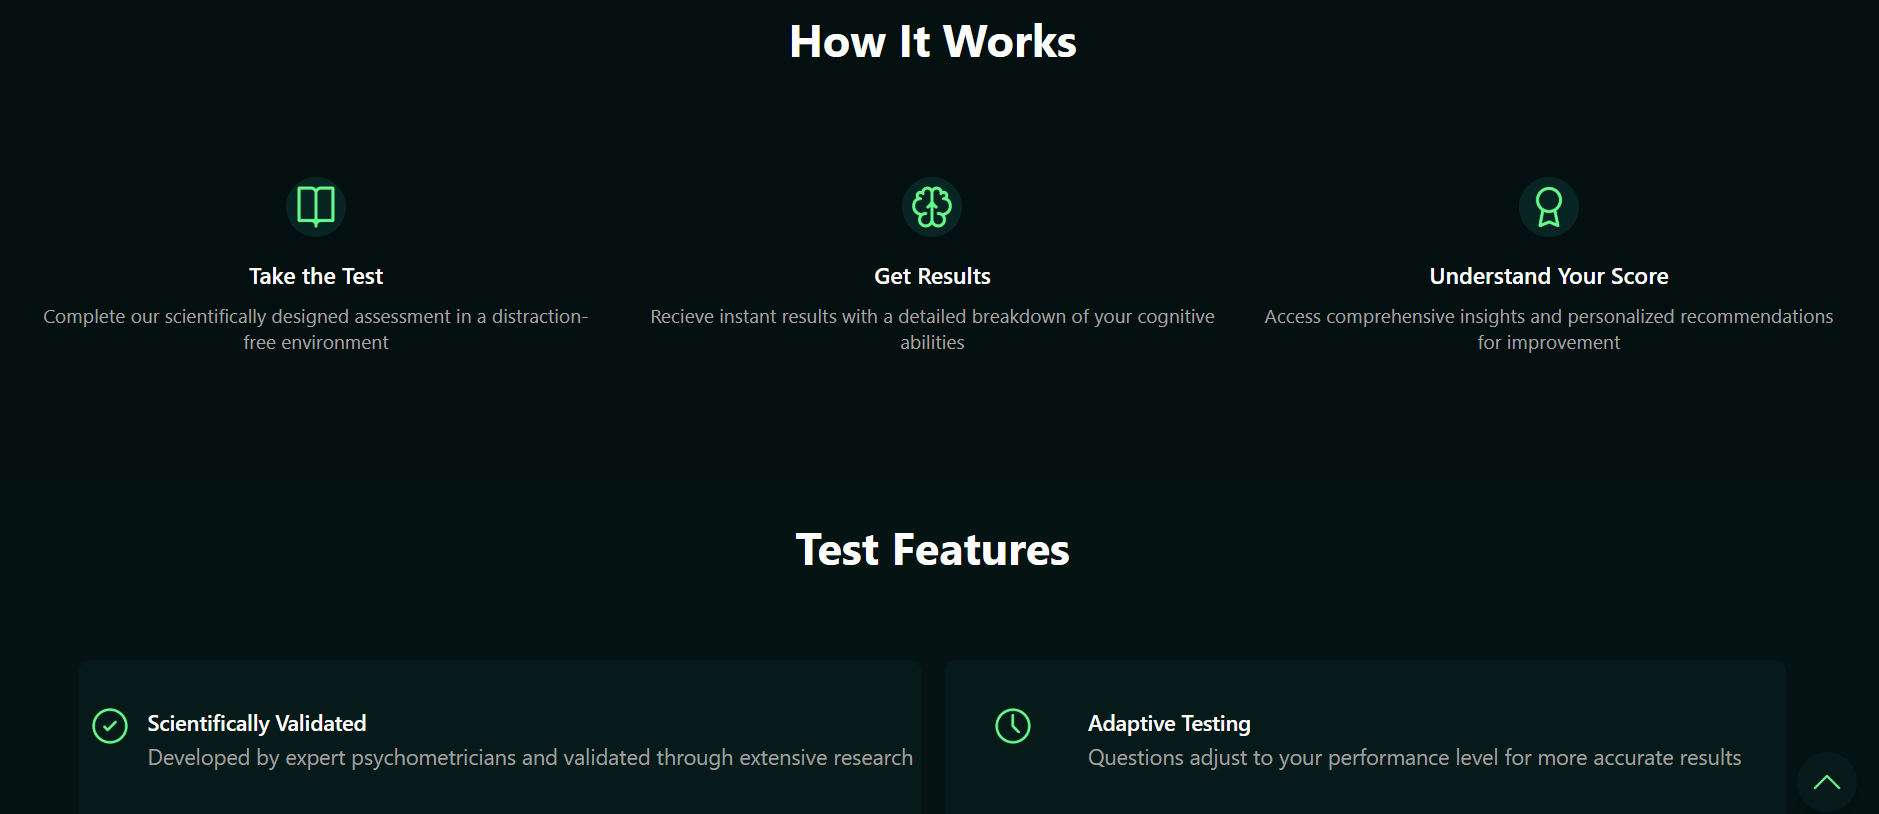 How It Works
Take the Test
Complete our scientifically designed assessment in a distraction-
free environment
Get Results
Recieve instant results with a detailed breakdown of your cognitive
abilities
Understand Your Score
Access comprehensive insights and personalized recommendations
for improvement
Test Features
Scientifically Validated
Developed by expert psychometricians and validated through extensive research
Adaptive Testing
Questions adjust to your performance level for more accurate results